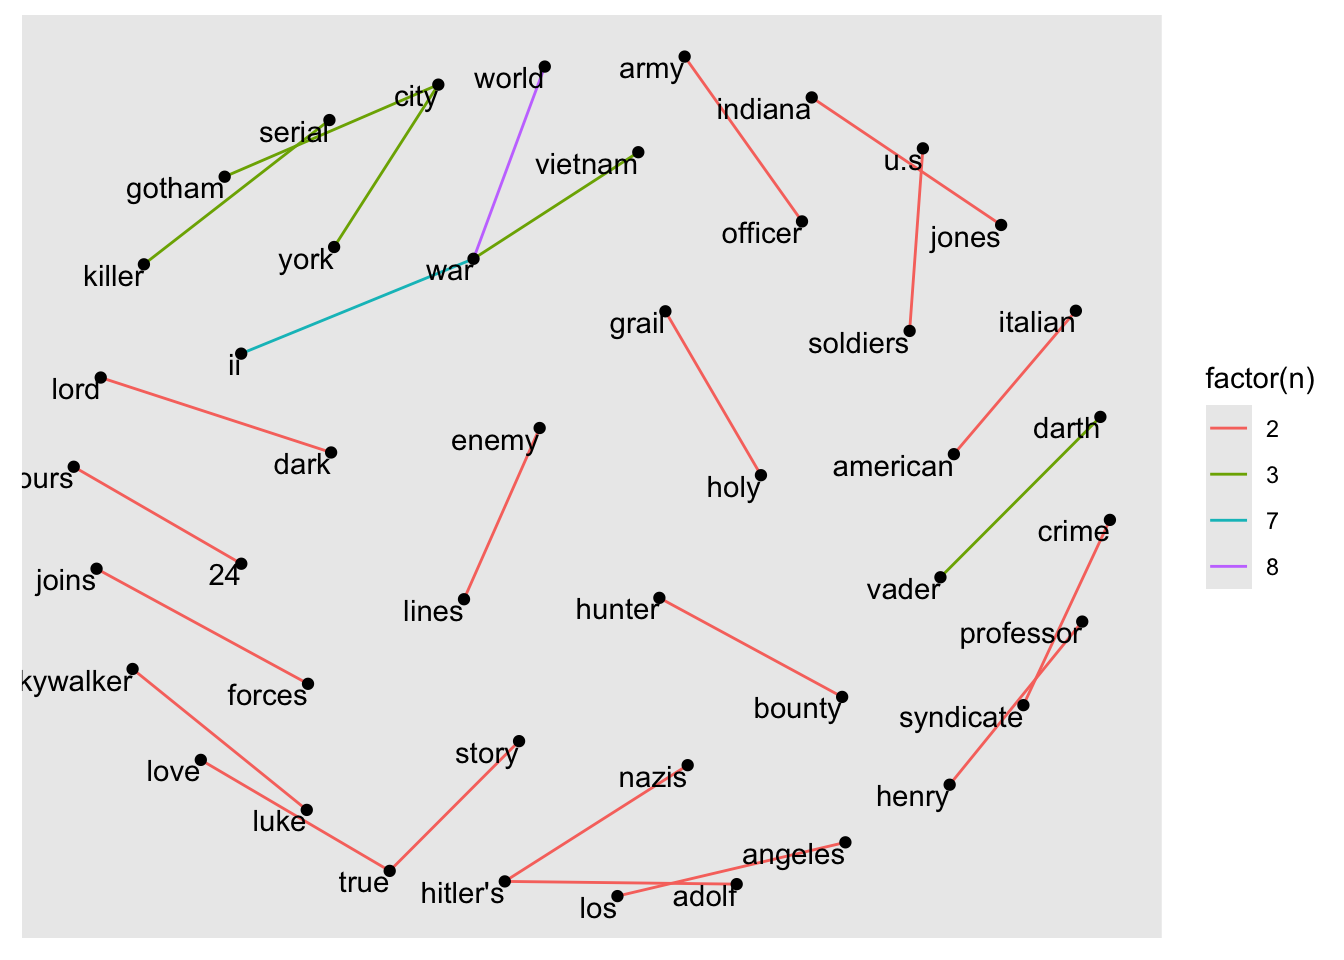 world
army
city
indiana
serial
u.s
vietnam
gotham
officer
jones
york
war
killer
grail
italian
soldiers
ii
factor(n)
lord
2
darth
enemy
dark
american
3
ours
holy
7
crime
24
8
joins
vader
lines
hunter
professor
kywalker
forces
bounty
syndicate
story
love
nazis
henry
luke
angeles
true
hitler's
adolf
los